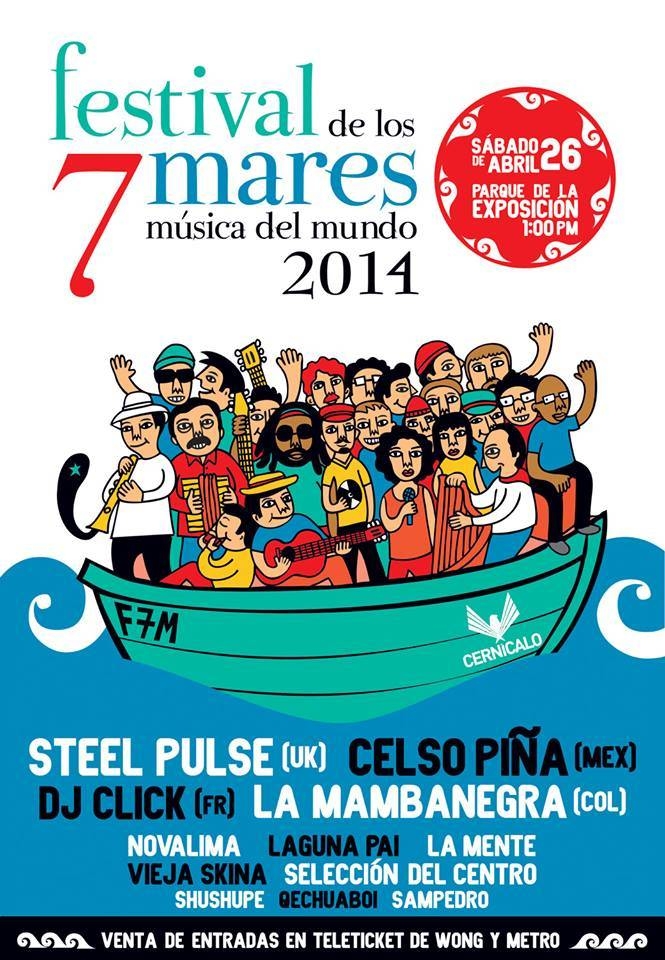 festival de los
7 mares
música del mundo
2014
SÁBADO 26
DE ABRIL
PARQUE DE LA
EXPOSICIÓN
1:00 PM
F7M
CERNÍCALO
STEEL PULSE (UK) CELSO PIÑA (MEX)
DJ CLICK (FR) LA MAMBANEGRA (COL)
NOVALIMA LAGUNA PAI LA MENTE
VIEJA SKINA SELECCIÓN DEL CENTRO
SHUSHUPE QECHUABOI SAMPEDRO
VENTA DE ENTRADAS EN TELETICKET DE WONG Y METRO